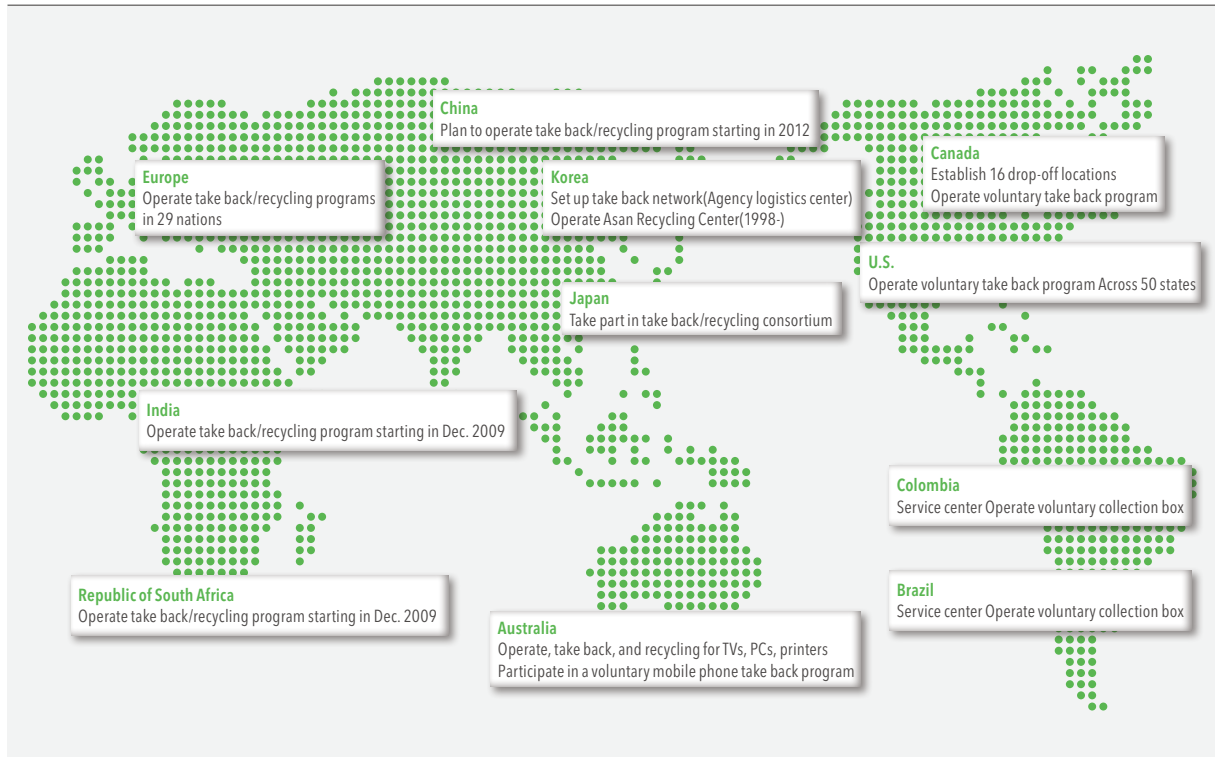 China
Plan to operate take back/recycling program starting in 2012
Europe
Operate take back/recycling programs
in 29 nations
Korea
Set up take back network(Agency logistics center)
Operate Asan Recycling Center(1998-)
Canada
Establish 16 drop-off locations
Operate voluntary take back program
U.S.
Operate voluntary take back program Across 50 states
Japan
Take part in take back/recycling consortium
India
Operate take back/recycling program starting in Dec. 2009
Colombia
Service center Operate voluntary collection box
Republic of South Africa
Operate take back/recycling program starting in Dec. 2009
Brazil
Service center Operate voluntary collection box
Australia
Operate, take back, and recycling for TVs, PCs, printers
Participate in a voluntary mobile phone take back program